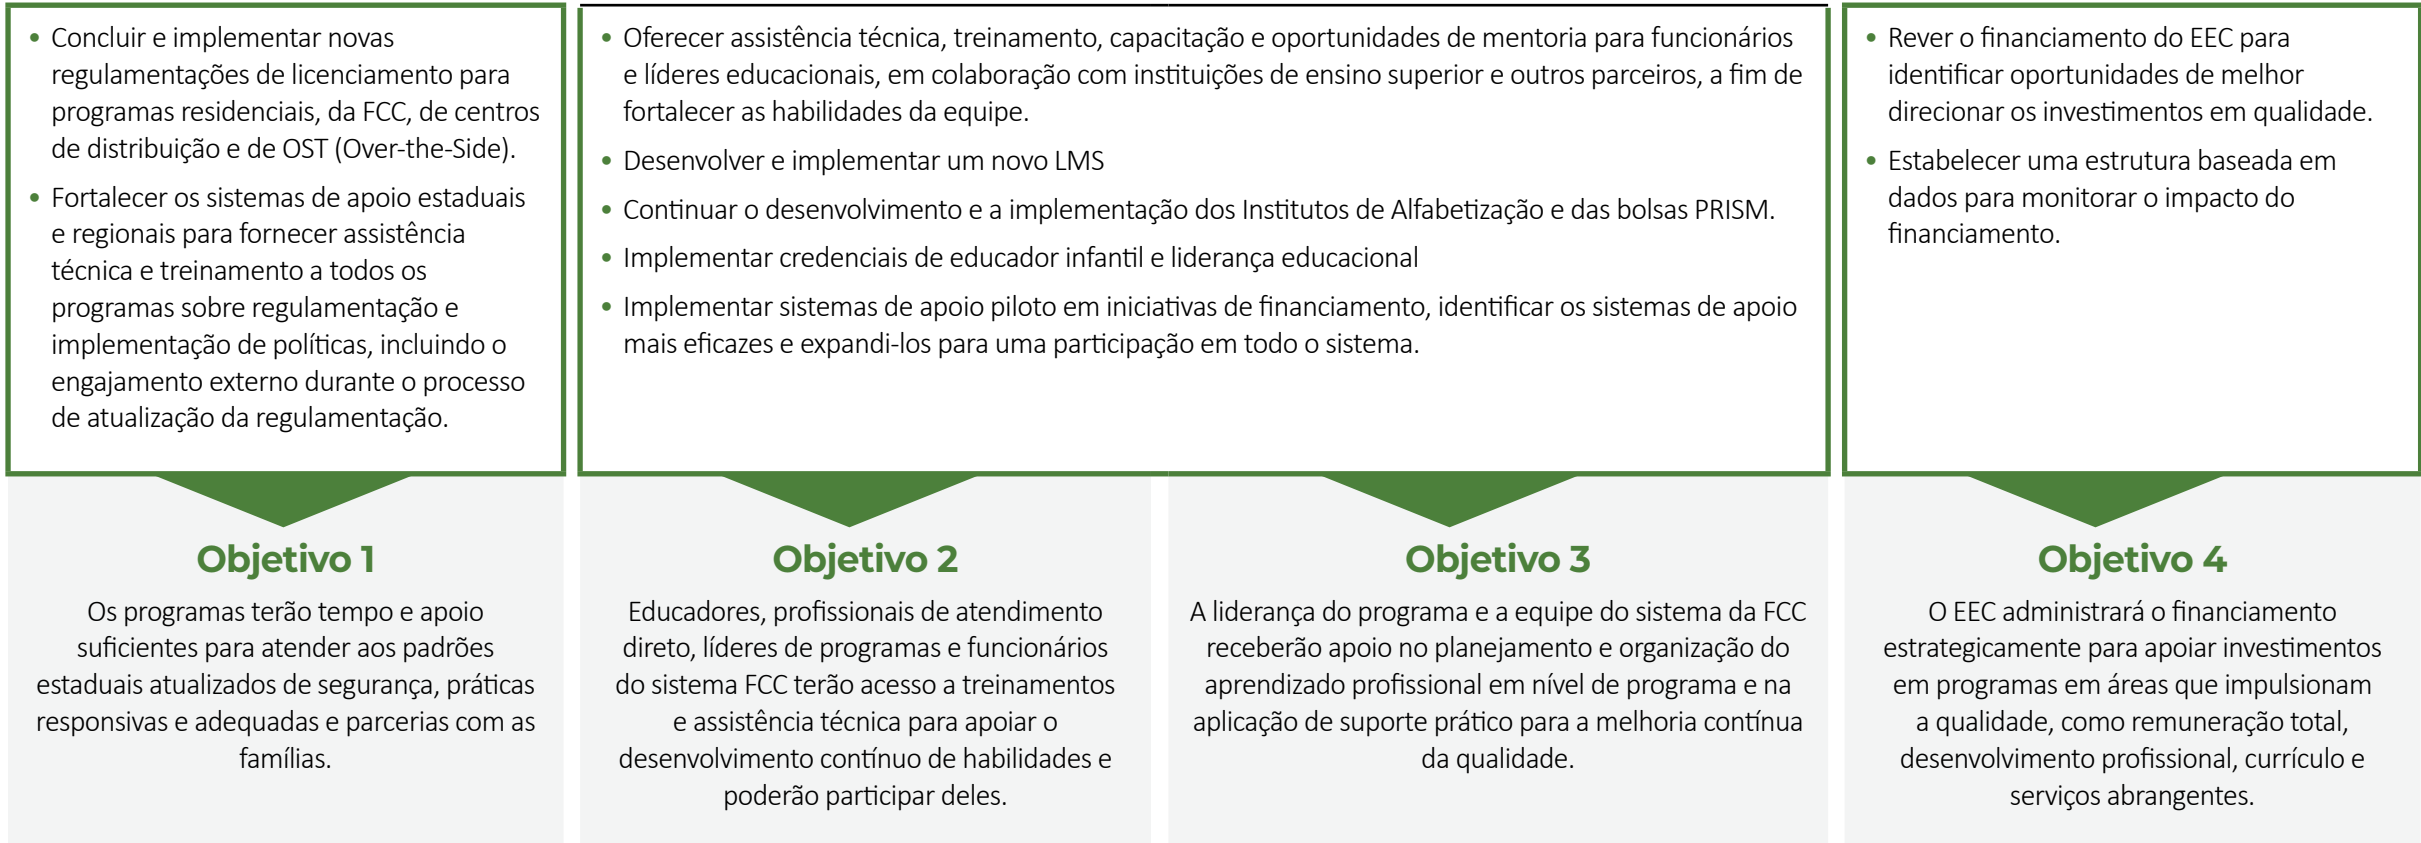 • Concluir e implementar novas
regulamentações de licenciamento para
programas residenciais, da FCC, de centros
de distribuição e de OST (Over-the-Side).
• Fortalecer os sistemas de apoio estaduais
e regionais para fornecer assistência
técnica e treinamento a todos os
programas sobre regulamentação e
implementação de políticas, incluindo o
engajamento externo durante o processo
de atualização da regulamentação.
• Oferecer assistência técnica, treinamento, capacitação e oportunidades de mentoria para funcionários
e líderes educacionais, em colaboração com instituições de ensino superior e outros parceiros, a fim de
fortalecer as habilidades da equipe.
• Desenvolver e implementar um novo LMS
• Continuar o desenvolvimento e a implementação dos Institutos de Alfabetização e das bolsas PRISM.
• Implementar credenciais de educador infantil e liderança educacional
• Implementar sistemas de apoio piloto em iniciativas de financiamento, identificar os sistemas de apoio
mais eficazes e expandi-los para uma participação em todo o sistema.
• Rever o financiamento do EEC para
identificar oportunidades de melhor
direcionar os investimentos em qualidade.
• Estabelecer uma estrutura baseada em
dados para monitorar o impacto do
financiamento.
Objetivo 1
Os programas terão tempo e apoio
suficientes para atender aos padrões
estaduais atualizados de segurança, práticas
responsivas e adequadas e parcerias com as
famílias.
Objetivo 2
Educadores, profissionais de atendimento
direto, líderes de programas e funcionários
do sistema FCC terão acesso a treinamentos
e assistência técnica para apoiar o
desenvolvimento contínuo de habilidades e
poderão participar deles.
Objetivo 3
A liderança do programa e a equipe do sistema da FCC
receberão apoio no planejamento e organização do
aprendizado profissional em nível de programa e na
aplicação de suporte prático para a melhoria contínua
da qualidade.
Objetivo 4
O EEC administrará o financiamento
estrategicamente para apoiar investimentos
em programas em áreas que impulsionam
a qualidade, como remuneração total,
desenvolvimento profissional, currículo e
serviços abrangentes.